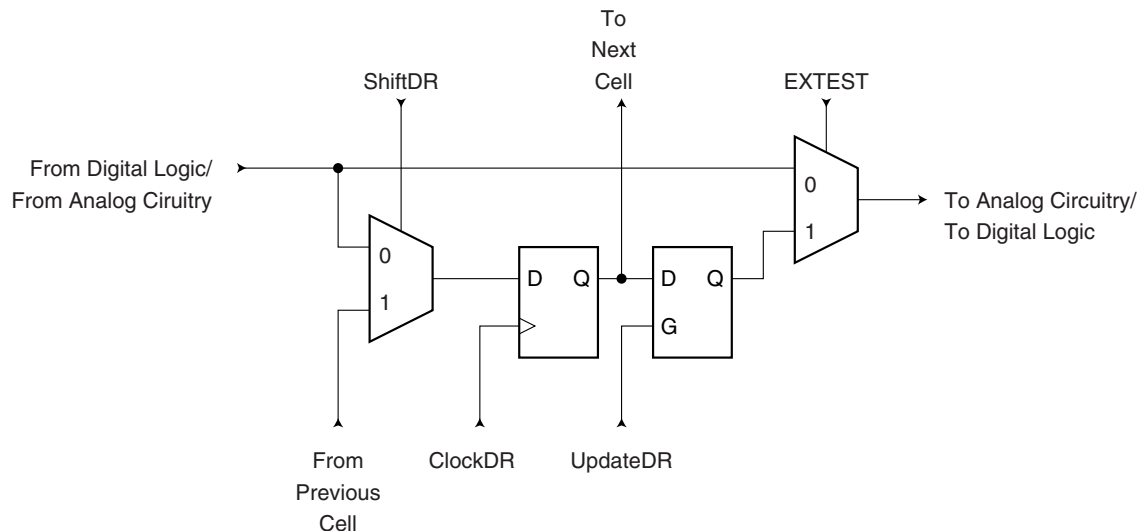 To
Next
Cell
ShiftDR
EXTEST
From Digital Logic/
From Analog Ciruitry
0
1
To Analog Circuitry/
To Digital Logic
0
1
D Q
D Q
G
From
Previous
Cell
ClockDR
UpdateDR